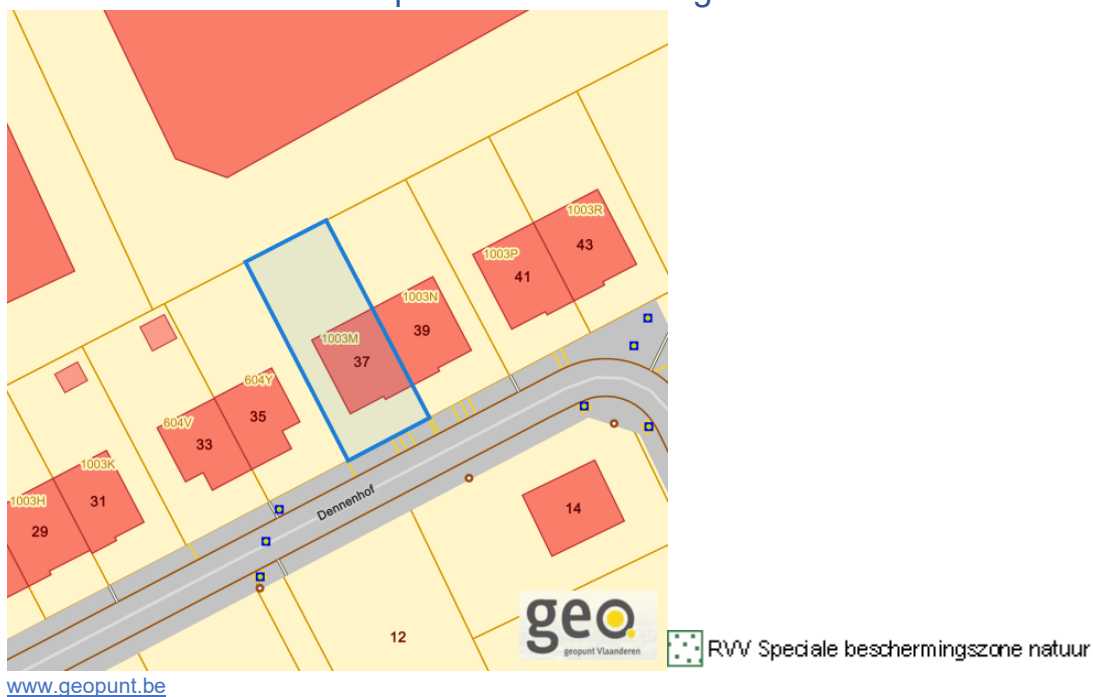 1003R
43
1003P
41
1003N
39
1003M
37
604Y
35
604V
33
1003K
31
1003H
29
Dennenhof
14
12
geo
geopunt Vlaanderen
RVV Speciale beschermingszone natuur
www.geopunt.be